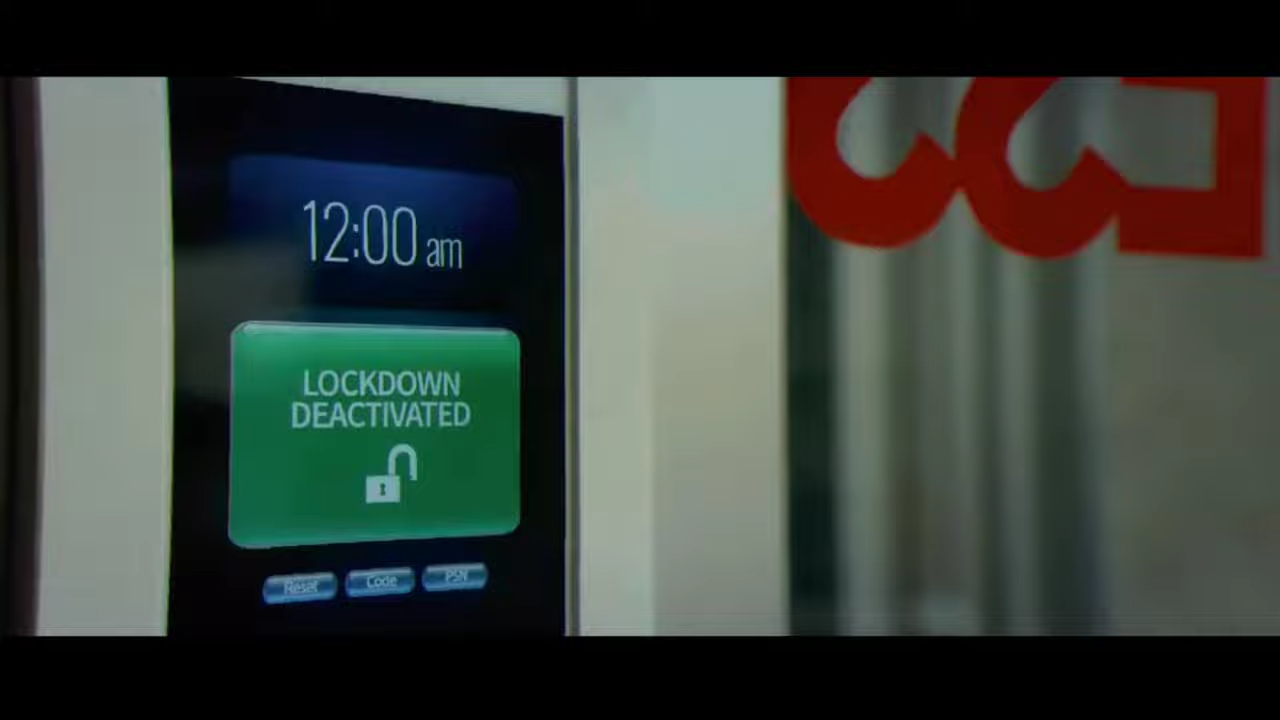 12:00 am
LOCKDOWN
DEACTIVATED
Reset
Code
PSN